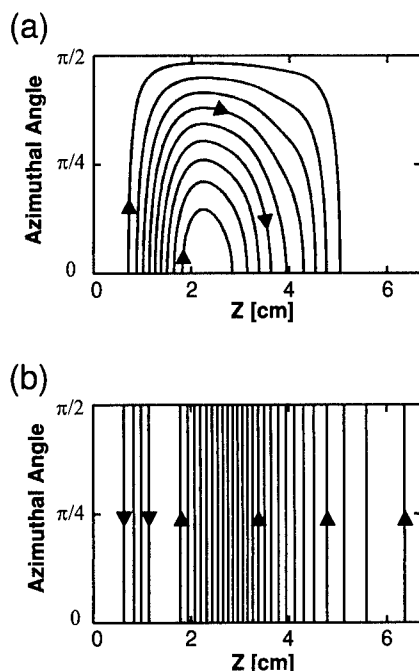 (a)
π/2
π/4
0
Azimuthal Angle
0 2 4 6
Z [cm]
(b)
π/2
π/4
0
Azimuthal Angle
0 2 4 6
Z [cm]